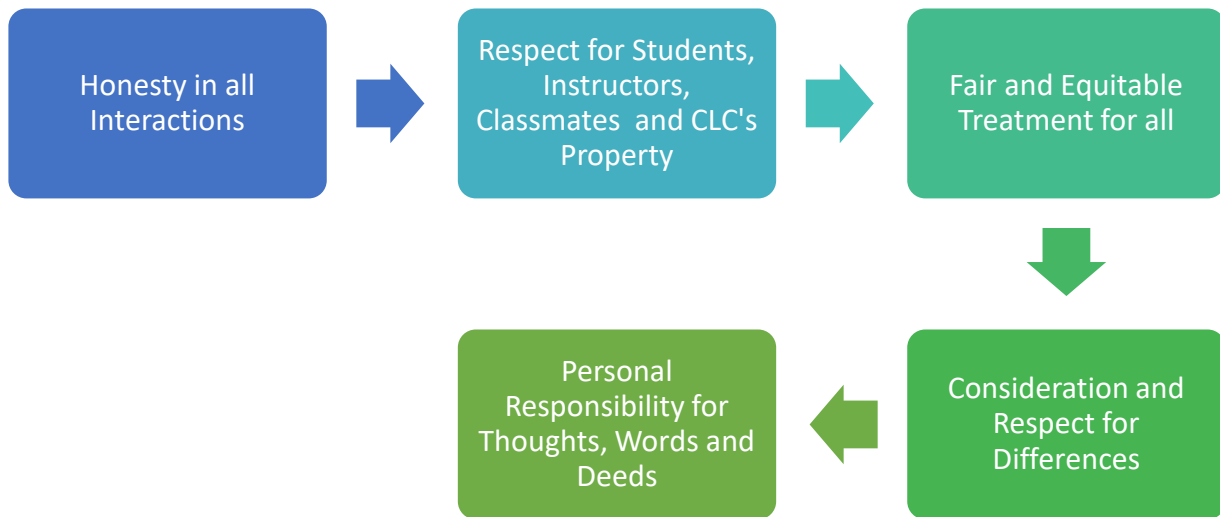 Honesty in all
Interactions
Respect for Students,
Instructors,
Classmates  and CLC's
Property
Fair and Equitable
Treatment for all
Consideration and
Respect for
Differences
Personal
Responsibility for
Thoughts, Words and
Deeds